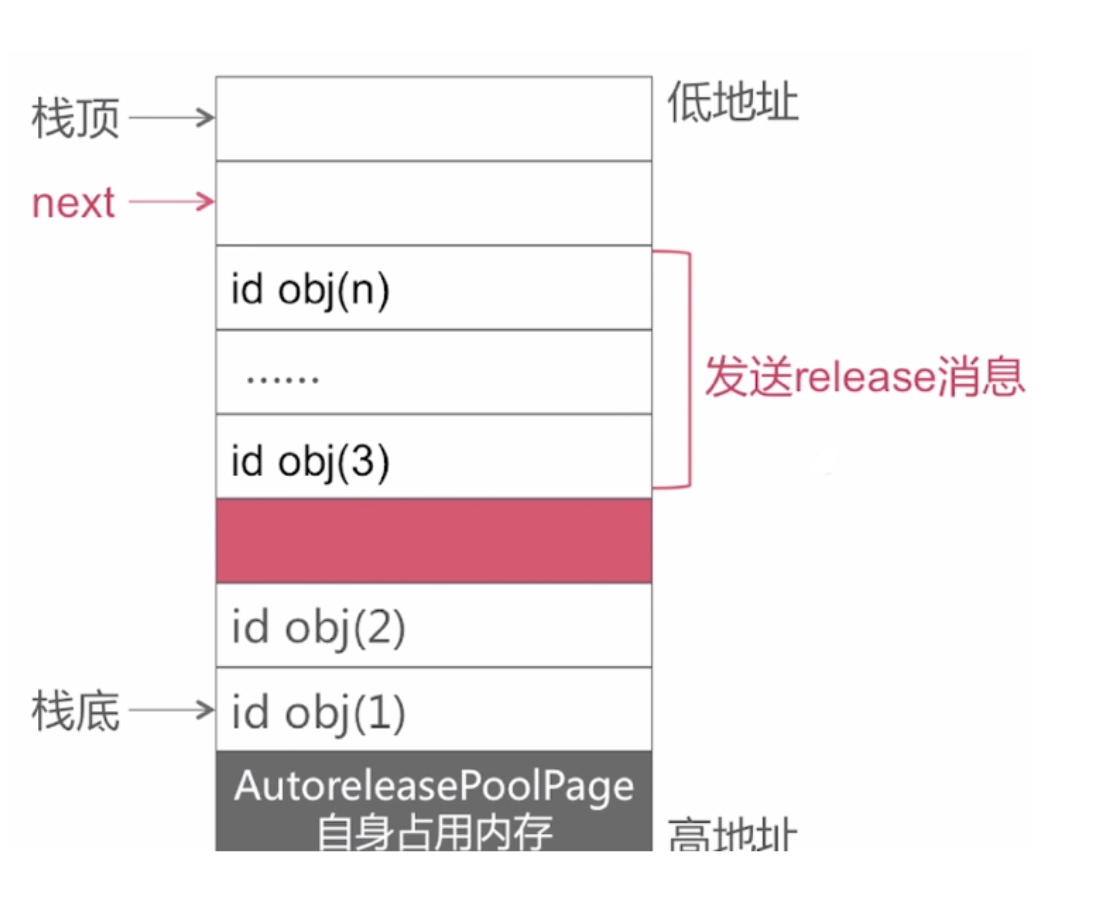 栈顶
低地址
next
id obj(n)
......
发送release消息
id obj(3)
id obj(2)
栈底
id obj(1)
AutoreleasePoolPage
自身占用内存
高地址